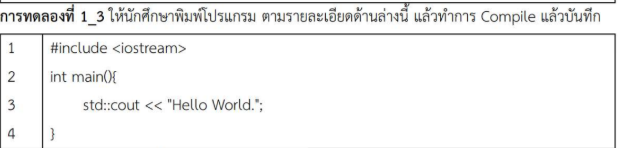 การทดลองที่ 1_3 ให้นักศึกษาพิมพ์โปรแกรม ตามรายละเอียดด้านล่างนี้ แล้วทำการ Compile แล้วบันทึก
1 #include <iostream>
2 int main(){
3 std::cout << "Hello World.";
4 }